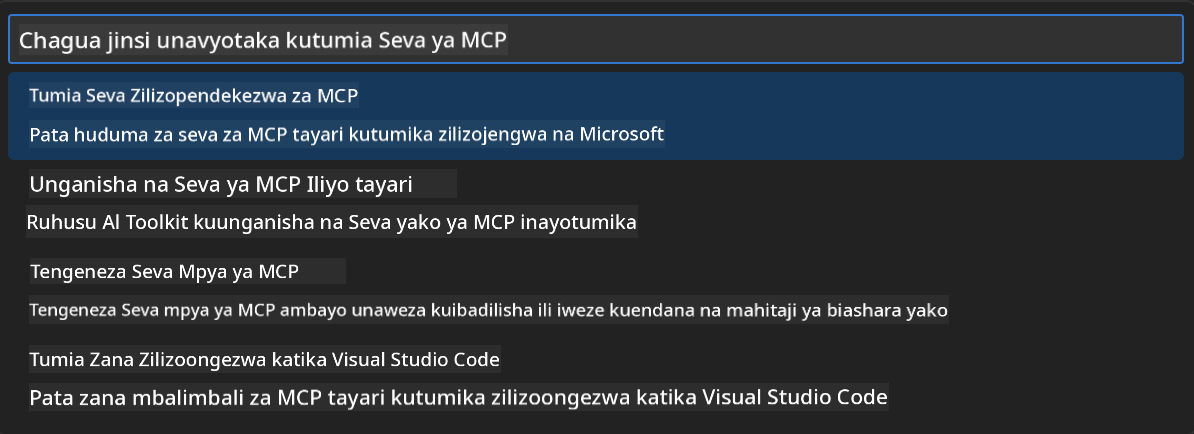 Chagua jinsi unavyotaka kutumia Seva ya MCP
Tumia Seva Zilizopendekezwa za MCP
Pata huduma za seva za MCP tayari kutumika zilizojengwa na Microsoft
Unganisha na Seva ya MCP Iliyo tayari
Ruhusu Al Toolkit kuunganisha na Seva yako ya MCP inayotumika
Tengeneza Seva Mpya ya MCP
Tengeneza Seva mpya ya MCP ambayo unaweza kuibadilisha ili iweze kuendana na mahitaji ya biashara yako
Tumia Zana Zilizoongezwa katika Visual Studio Code
Pata zana mbalimbali za MCP tayari kutumika zilizoongezwa katika Visual Studio Code